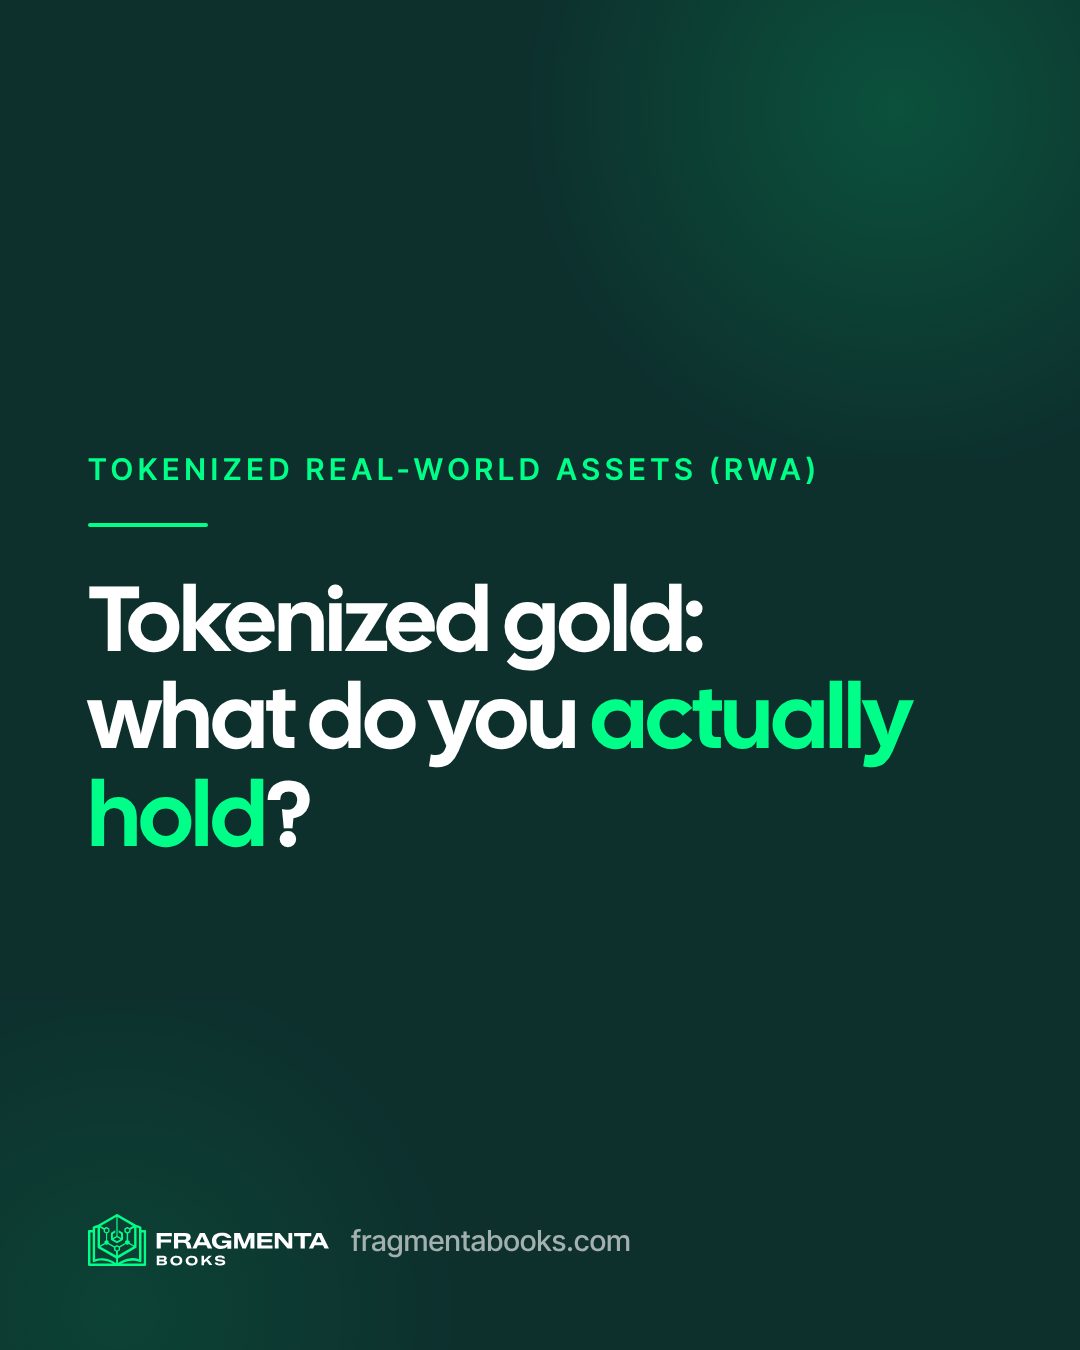 TOKENIZED REAL-WORLD ASSETS (RWA)
Tokenized gold:
what do you actually
hold?
FRAGMENTA
BOOKS
fragmentabooks.com